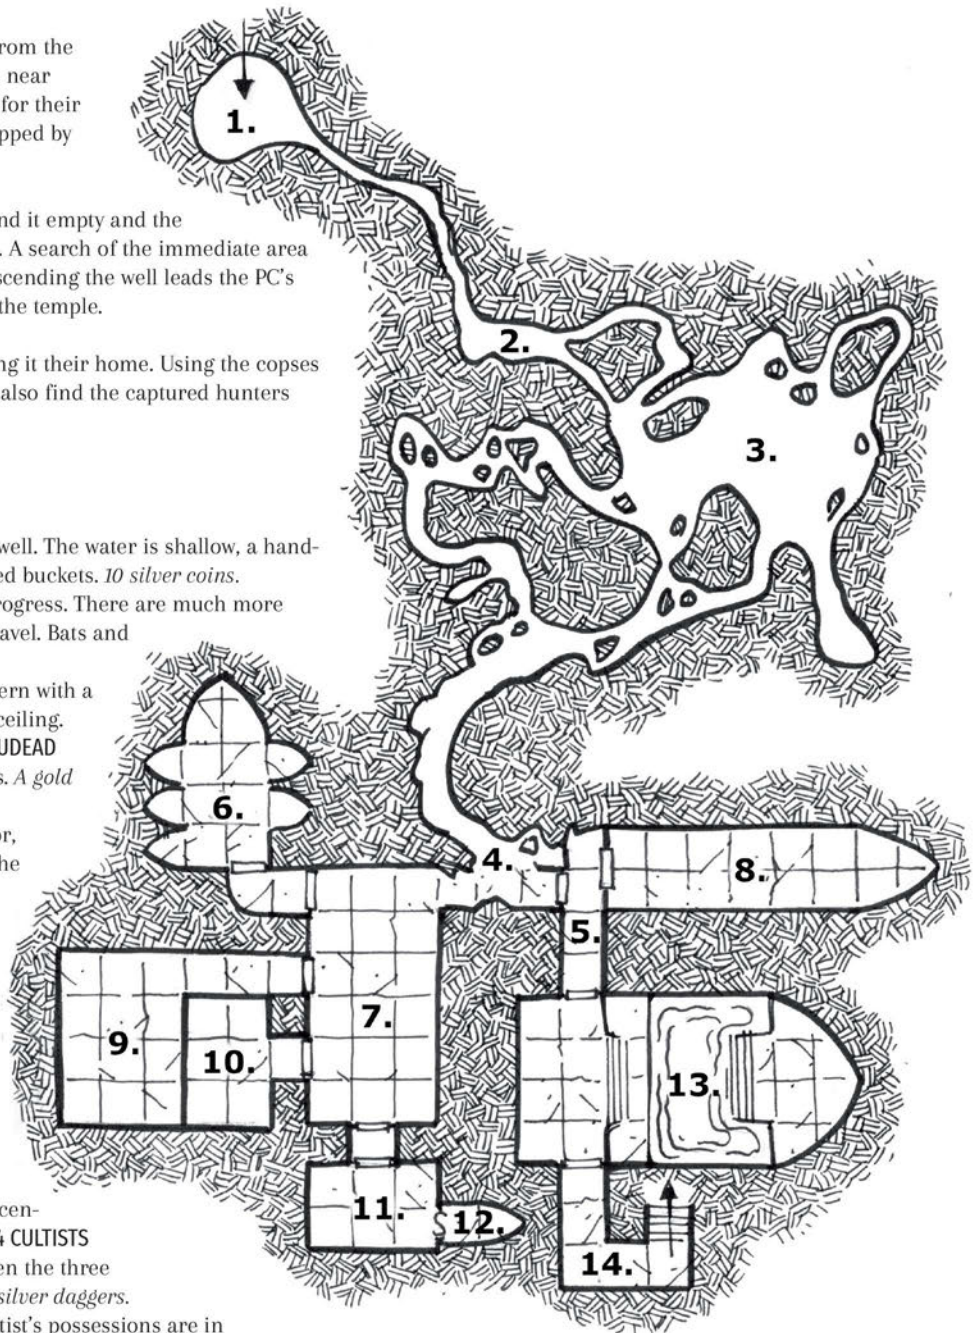 rom the
near
for their
pped by
nd it empty and the
. A search of the immediate area
scending the well leads the PC's
the temple.
ng it their home. Using the copses
also find the captured hunters
well. The water is shallow, a hand-
ed buckets. 10 silver coins.
rogress. There are much more
avel. Bats and
ern with a
ceiling.
UDEAD
s. A gold
or,
he
cen-
4 CULTISTS
en the three
silver daggers.
tist's possessions are in
1.
2.
3.
4.
5.
6.
7.
8.
9.
10.
11.
12.
13.
14.